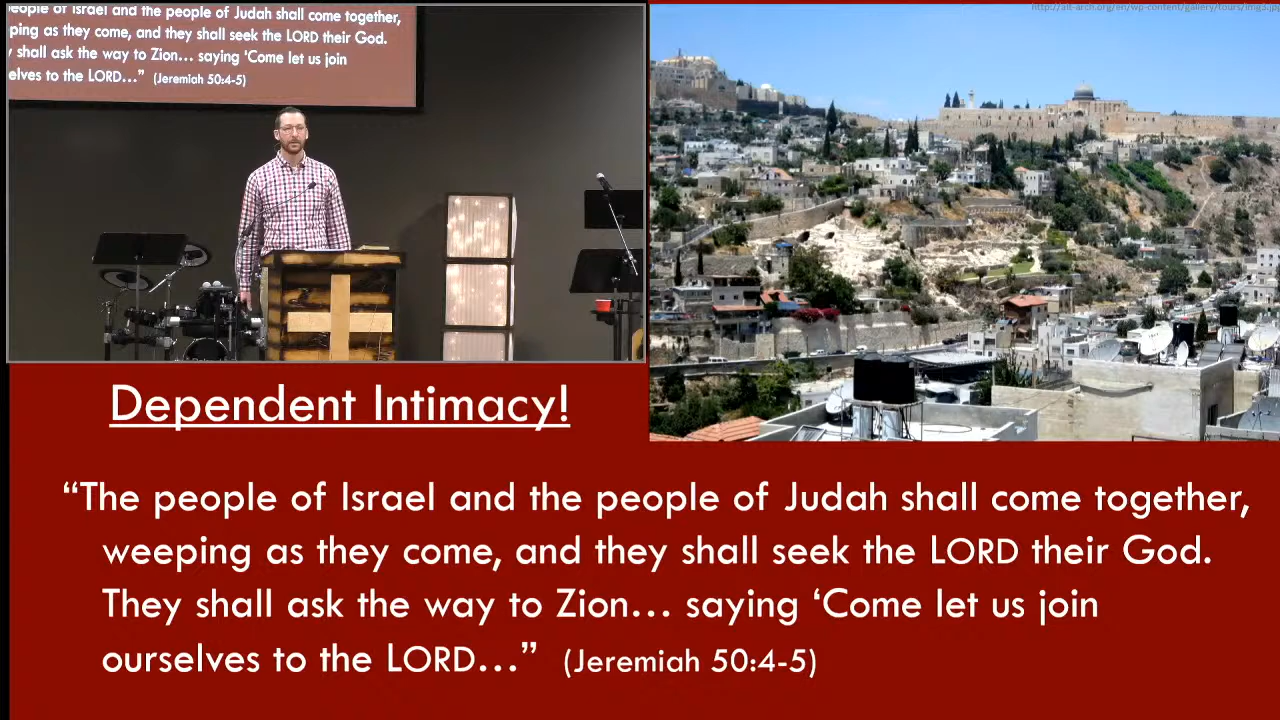 eople of Israel and the people of Judah shall come together,
ping as they come, and they shall seek the LORD their God.
y shall ask the way to Zion... saying 'Come let us join
elves to the LORD..." (Jeremiah 50:4-5)
Dependent Intimacy!
“The people of Israel and the people of Judah shall come together,
weeping as they come, and they shall seek the LORD their God.
They shall ask the way to Zion... saying ‘Come let us join
ourselves to the LORD...” (Jeremiah 50:4-5)